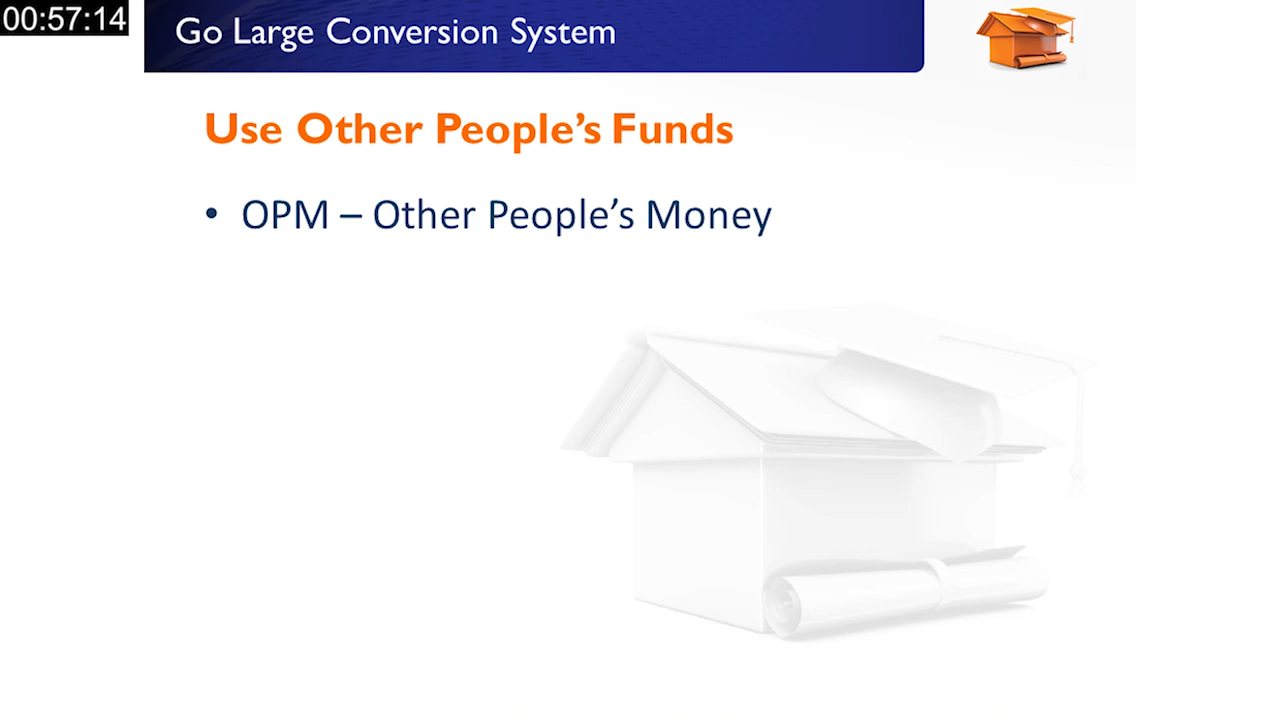 00:57:14
Go Large Conversion System
Use Other People’s Funds
• OPM – Other People’s Money